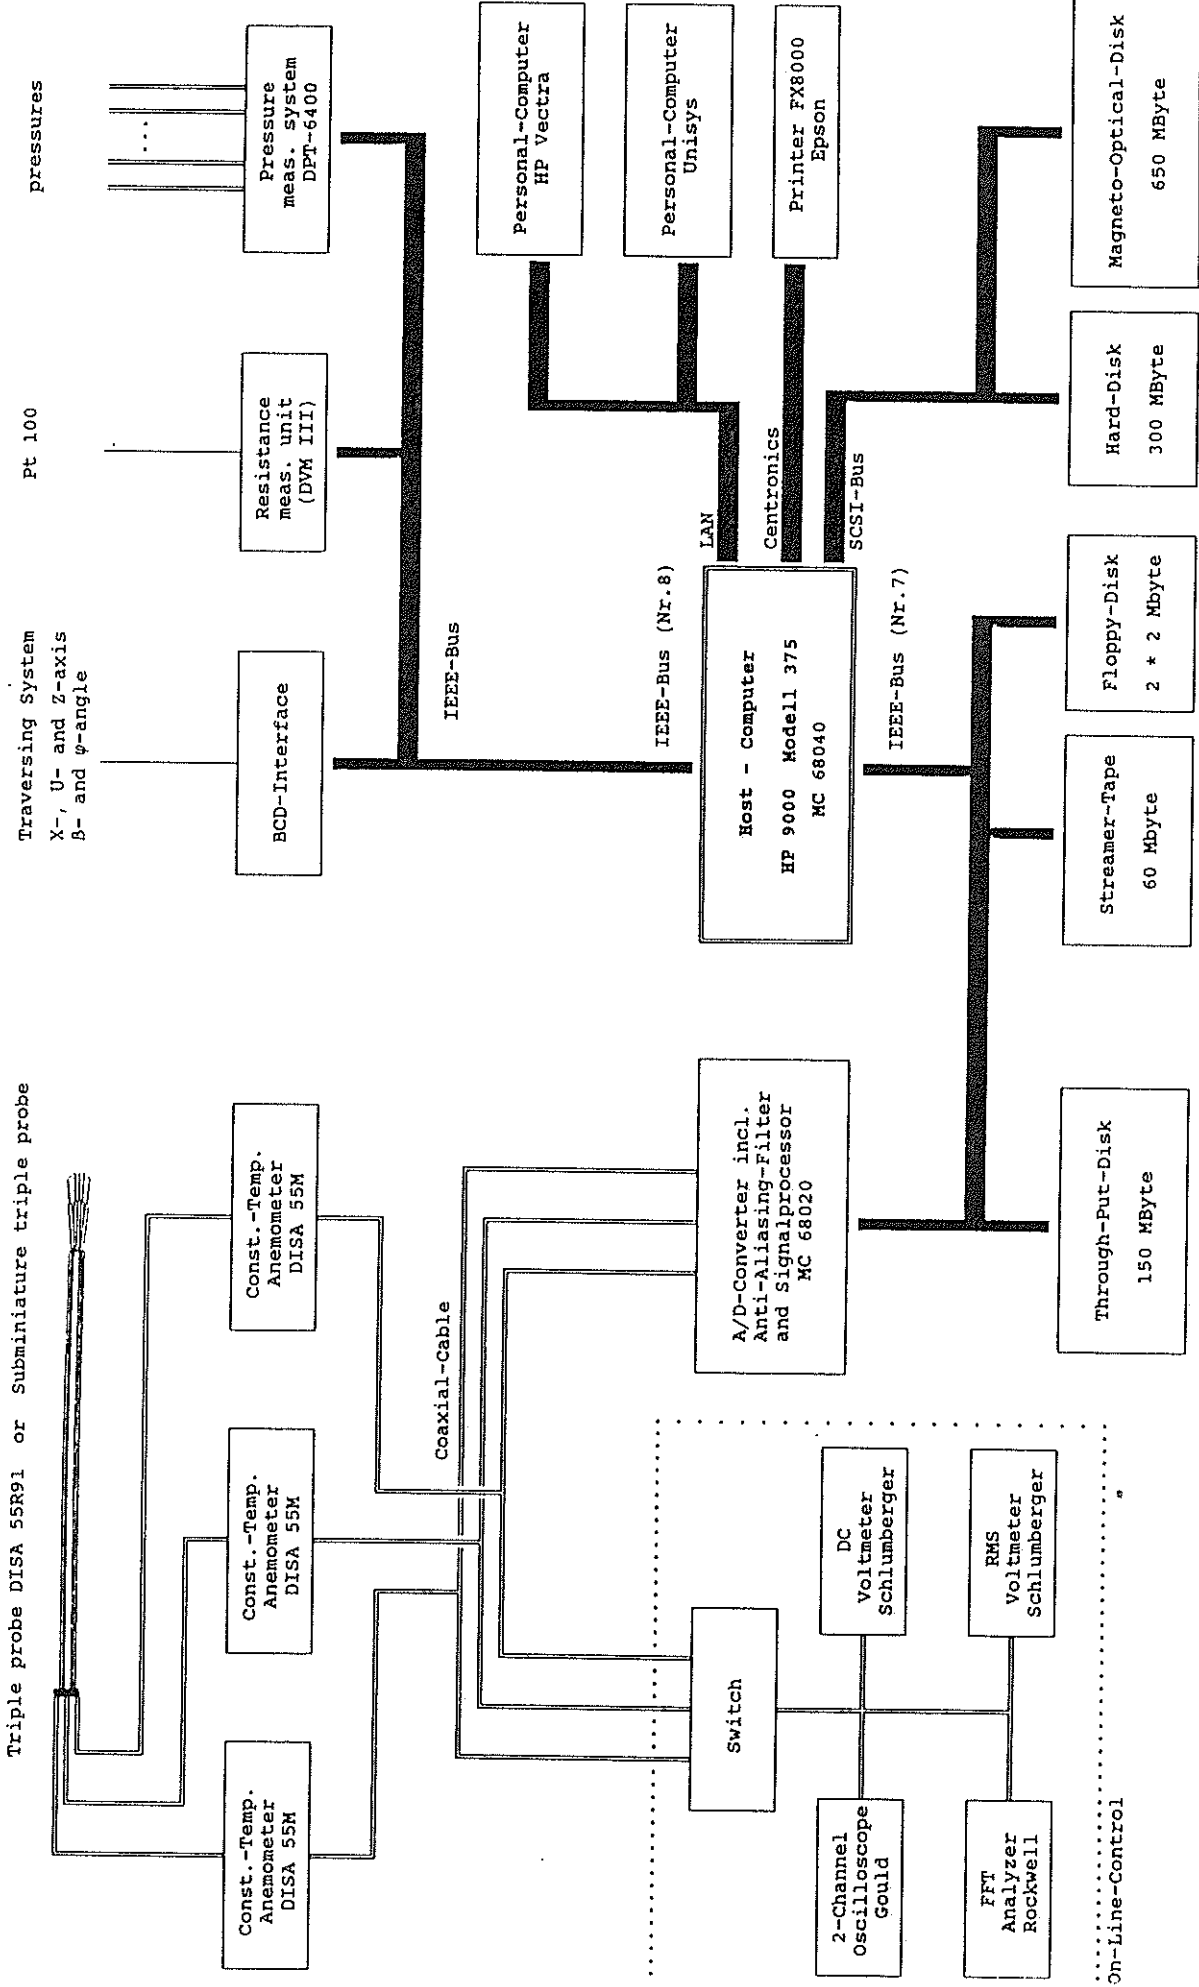 Triple probe DISA 55R91 or Subminiature triple probe
Traversing System
X-, U- and Z-axis
β- and φ-angle
Pt 100
pressures
Const.-Temp.
Anemometer
DISA 55M
Const.-Temp.
Anemometer
DISA 55M
Const.-Temp.
Anemometer
DISA 55M
BCD-Interface
Resistance
meas. unit
(DVM III)
Pressure
meas. system
DPT-6400
...
Coaxial-Cable
IEEE-Bus
Personal-Computer
HP Vectra
Personal-Computer
Unisys
Printer FX8000
Epson
IEEE-Bus (Nr.8)
LAN
Centronics
SCSI-Bus
Switch
A/D-Converter incl.
Anti-Aliasing-Filter
and Signalprocessor
MC 68020
Host - Computer
HP 9000 Modell 375
MC 68040
IEEE-Bus (Nr.7)
2-Channel
Oscilloscope
Gould
DC
Voltmeter
Schlumberger
FFT
Analyzer
Rockwell
RMS
Voltmeter
Schlumberger
On-Line-Control
Through-Put-Disk
150 MByte
Streamer-Tape
60 Mbyte
Floppy-Disk
2 * 2 Mbyte
Hard-Disk
300 MByte
Magneto-Optical-Disk
650 MByte